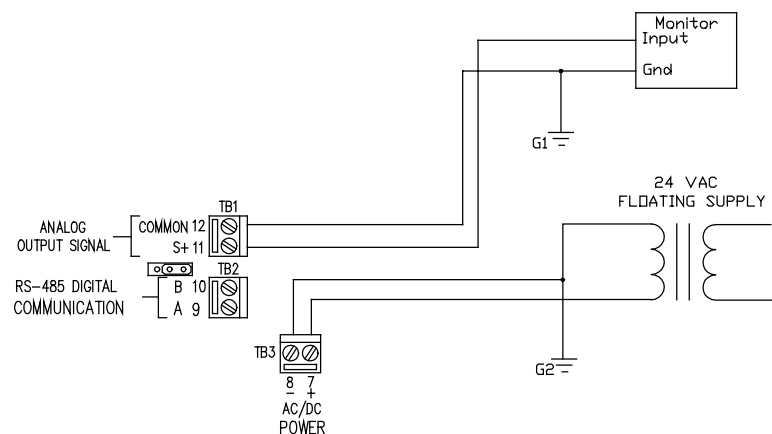 Monitor
Input
Gnd
G1
24 VAC
FLOATING SUPPLY
TB1
ANALOG
OUTPUT SIGNAL
COMMON 12
S+ 11
TB2
RS-485 DIGITAL
COMMUNICATION
B 10
A 9
TB3
G2
8 7
- +
AC/DC
POWER